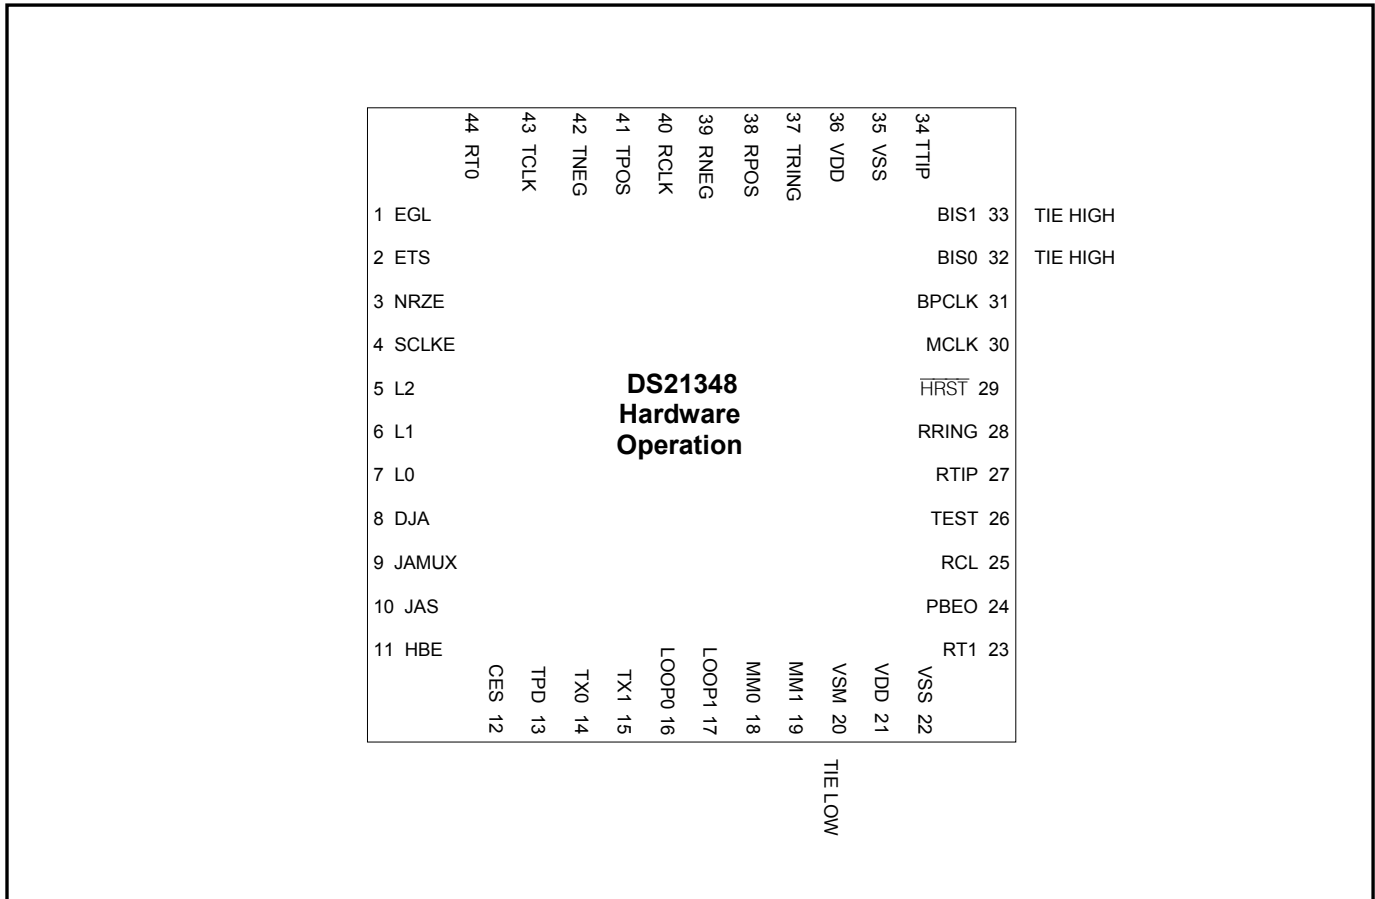 44 RT0
43 TCLK
42 TNEG
41 TPOS
40 RCLK
39 RNEG
38 RPOS
37 TRING
36 VDD
35 VSS
34 TTIP
1 EGL
2 ETS
3 NRZE
4 SCLKE
5 L2
6 L1
7 L0
8 DJA
9 JAMUX
10 JAS
11 HBE
DS21348
Hardware
Operation
BIS1 33 TIE HIGH
BIS0 32 TIE HIGH
BPCLK 31
MCLK 30
HRST 29
RRING 28
RTIP 27
TEST 26
RCL 25
PBEO 24
RT1 23
CES 12
TPD 13
TX0 14
TX1 15
LOOP0 16
LOOP1 17
MM0 18
MM1 19
VSM 20
VDD 21
VSS 22
TIE LOW